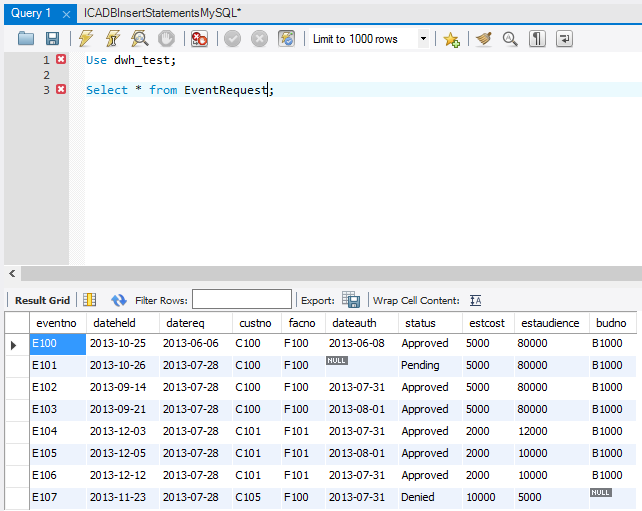 Query 1 ICADBInsertStatementsMySQL*
Limit to 1000 rows
1 Use dwh_test;
2
3 Select * from EventRequest;
Result Grid Filter Rows: Export: Wrap Cell Content:
eventno dateheld datereq custno facno dateauth status estcost estaudience budno
E100 2013-10-25 2013-06-06 C100 F100 2013-06-08 Approved 5000 80000 B1000
E101 2013-10-26 2013-07-28 C100 F100 NULL Pending 5000 80000 B1000
E102 2013-09-14 2013-07-28 C100 F100 2013-07-31 Approved 5000 80000 B1000
E103 2013-09-21 2013-07-28 C100 F100 2013-08-01 Approved 5000 80000 B1000
E104 2013-12-03 2013-07-28 C101 F101 2013-07-31 Approved 2000 12000 B1000
E105 2013-12-05 2013-07-28 C101 F101 2013-08-01 Approved 2000 10000 B1000
E106 2013-12-12 2013-07-28 C101 F101 2013-07-31 Approved 2000 10000 B1000
E107 2013-11-23 2013-07-28 C105 F100 2013-07-31 Denied 10000 5000 NULL